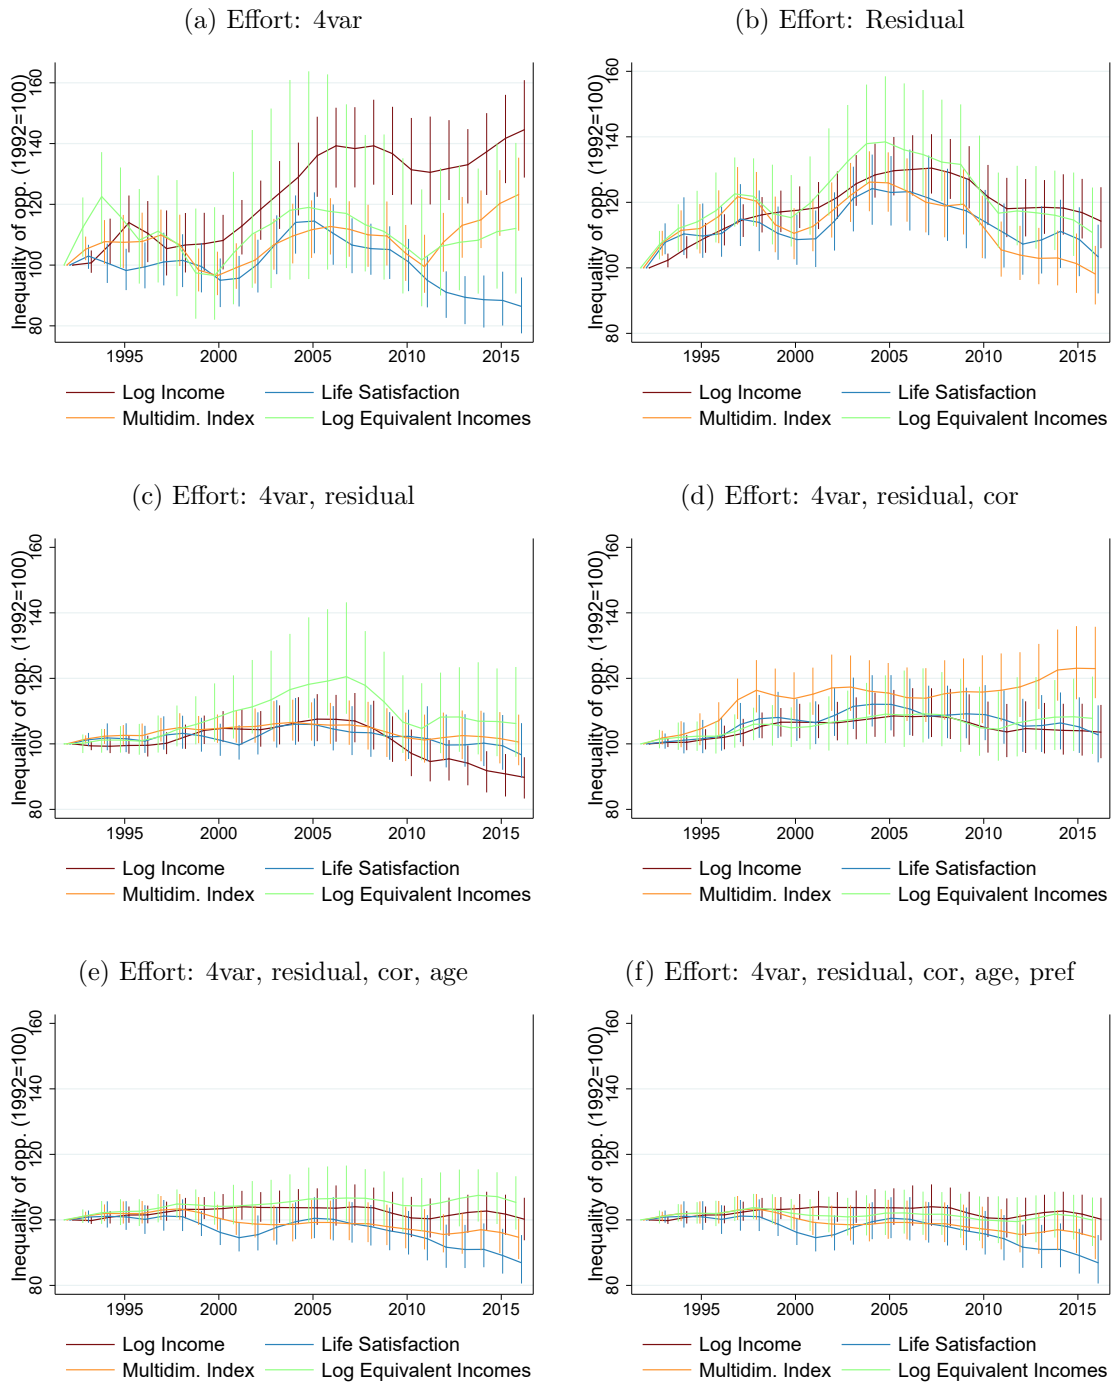 (a) Effort: 4var
Inequality of opp. (1992=100)
160
140
120
100
80
1995 2000 2005 2010 2015
Log Income Life Satisfaction
Multidim. Index Log Equivalent Incomes
(b) Effort: Residual
Inequality of opp. (1992=100)
160
140
120
100
80
1995 2000 2005 2010 2015
Log Income Life Satisfaction
Multidim. Index Log Equivalent Incomes
(c) Effort: 4var, residual
Inequality of opp. (1992=100)
160
140
120
100
80
1995 2000 2005 2010 2015
Log Income Life Satisfaction
Multidim. Index Log Equivalent Incomes
(d) Effort: 4var, residual, cor
Inequality of opp. (1992=100)
160
140
120
100
80
1995 2000 2005 2010 2015
Log Income Life Satisfaction
Multidim. Index Log Equivalent Incomes
(e) Effort: 4var, residual, cor, age
Inequality of opp. (1992=100)
160
140
120
100
80
1995 2000 2005 2010 2015
Log Income Life Satisfaction
Multidim. Index Log Equivalent Incomes
(f) Effort: 4var, residual, cor, age, pref
Inequality of opp. (1992=100)
160
140
120
100
80
1995 2000 2005 2010 2015
Log Income Life Satisfaction
Multidim. Index Log Equivalent Incomes